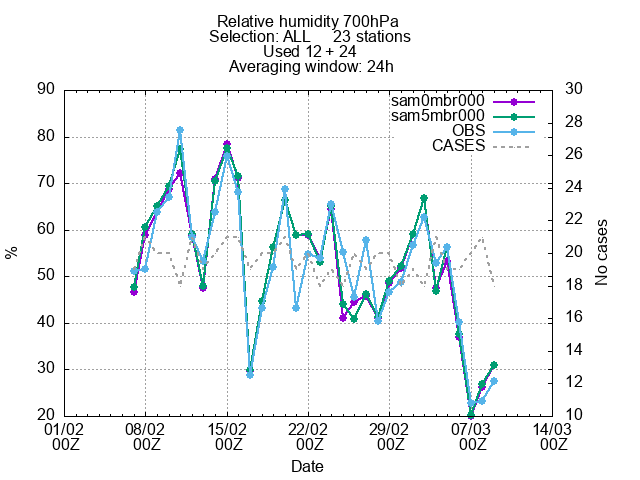 Relative humidity 700hPa
Selection: ALL 23 stations
Used 12 + 24
Averaging window: 24h
90 30
sam0mbr000
sam5mbr000
OBS
CASES
80 28
26
70 24
22
60 20
50 18
40 16
14
30 12
20 10
%
No cases
01/02 08/02 15/02 22/02 29/02 07/03 14/03
00Z 00Z 00Z 00Z 00Z 00Z 00Z
Date